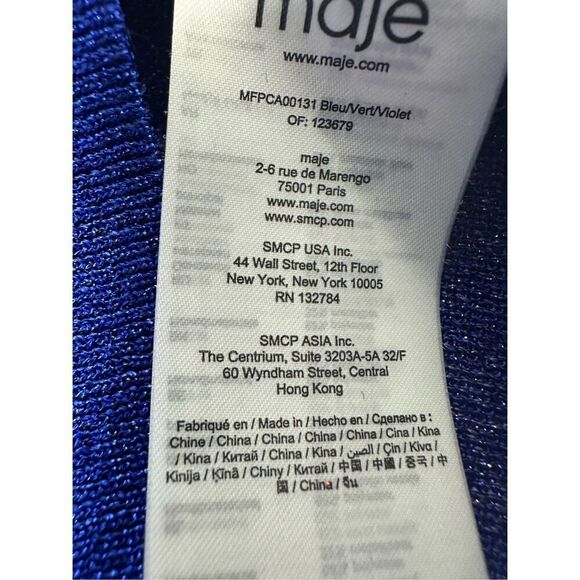 maje
www.maje.com
MFPCA00131 Bleu/Vert/Violet
OF: 123679
maje
2-6 rue de Marengo
75001 Paris
www.maje.com
www.smcp.com
SMCP USA Inc.
44 Wall Street, 12th Floor
New York, New York 10005
RN 132784
SMCP ASIA Inc.
The Centrium, Suite 3203A-5A 32/F
60 Wyndham Street, Central
Hong Kong
Fabriqué en / Made in / Hecho en / Сделано в :
Chine / China / China / China / China / Cina / Kina
/ Kina / Китай / China / Kina / الصين / Çin / Κίνα /
Kinija / Ķīnā / Chiny / Китай / 中国 / 中國 / 중국 / 中
国 / China / จีน